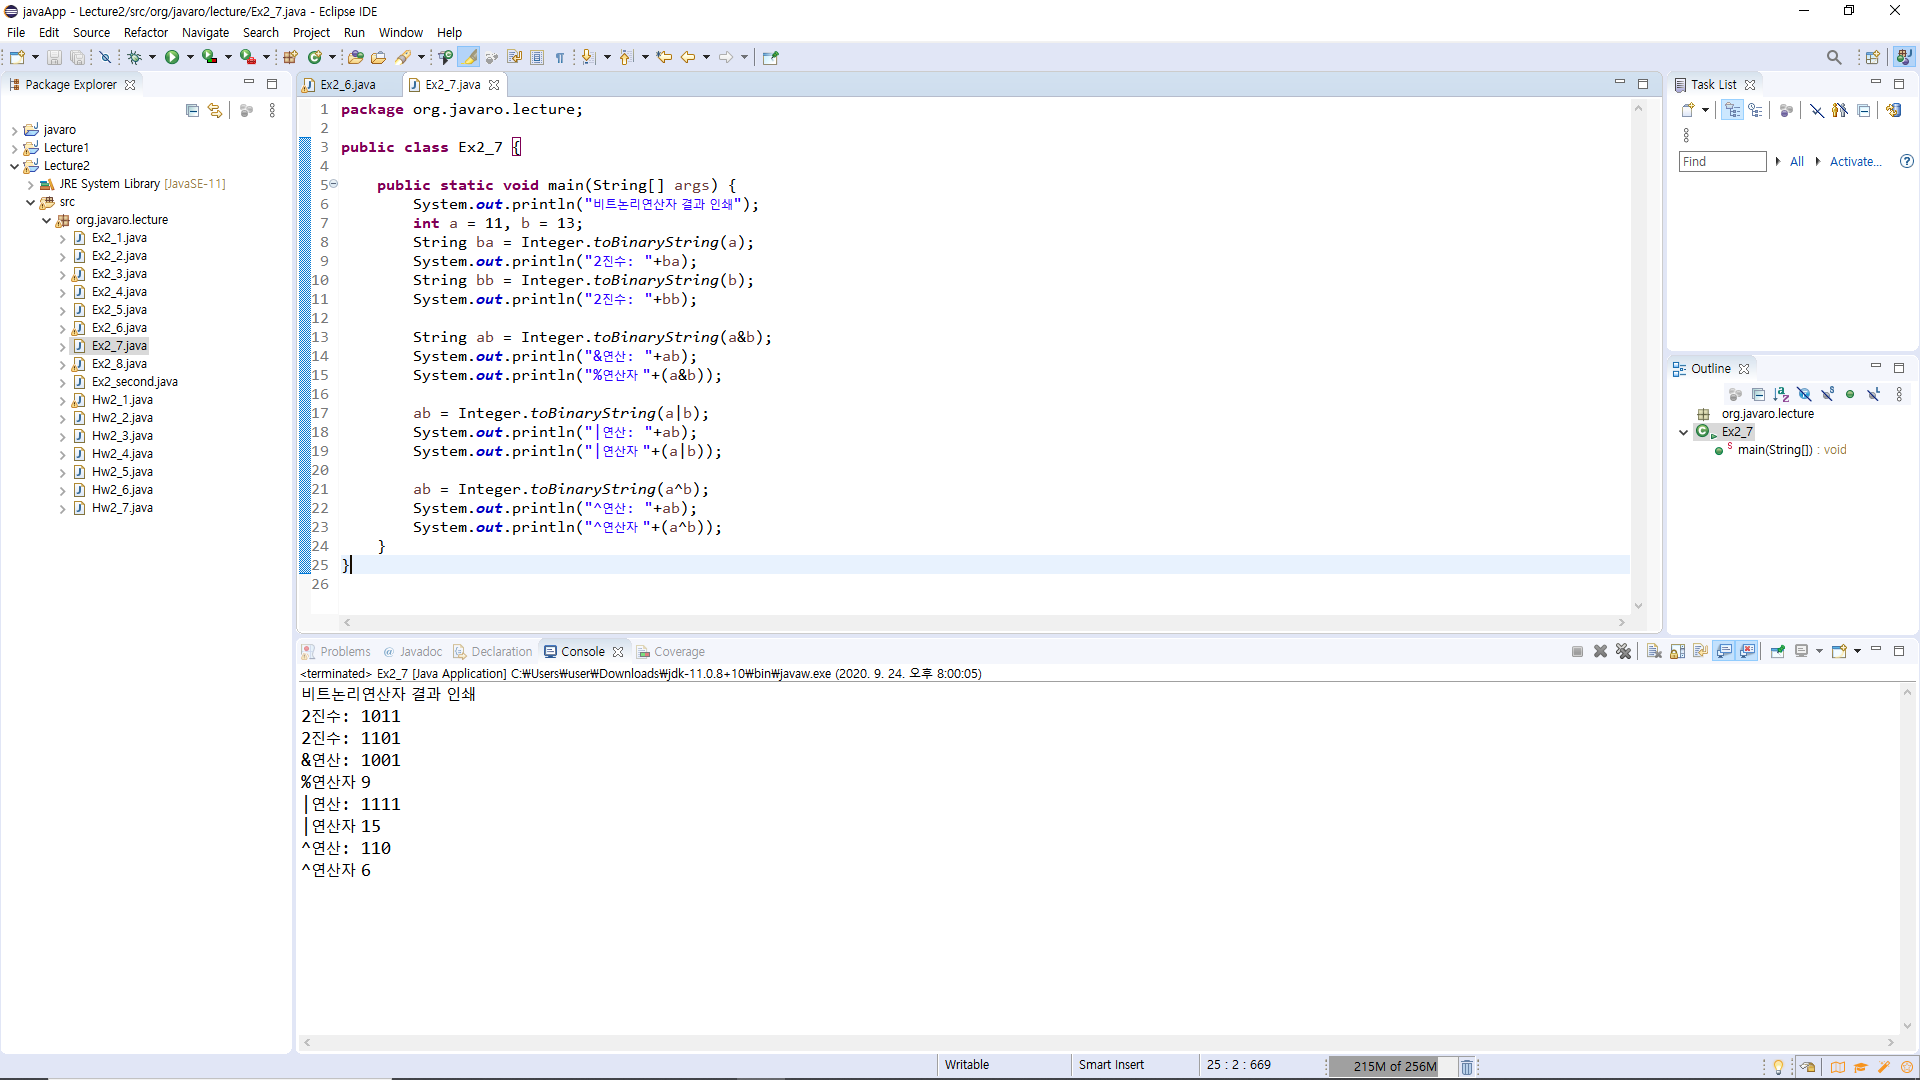 javaApp - Lecture2/src/org/javaro/lecture/Ex2_7.java - Eclipse IDE
File Edit Source Refactor Navigate Search Project Run Window Help
Package Explorer
javaro
Lecture1
Lecture2
JRE System Library [JavaSE-11]
src
org.javaro.lecture
Ex2_1.java
Ex2_2.java
Ex2_3.java
Ex2_4.java
Ex2_5.java
Ex2_6.java
Ex2_7.java
Ex2_8.java
Ex2_second.java
Hw2_1.java
Hw2_2.java
Hw2_3.java
Hw2_4.java
Hw2_5.java
Hw2_6.java
Hw2_7.java
Ex2_6.java Ex2_7.java
1 package org.javaro.lecture;
2
3 public class Ex2_7 {
4
5 public static void main(String[] args) {
6 System.out.println("비트논리연산자 결과 인쇄");
7 int a = 11, b = 13;
8 String ba = Integer.toBinaryString(a);
9 System.out.println("2진수: "+ba);
10 String bb = Integer.toBinaryString(b);
11 System.out.println("2진수: "+bb);
12
13 String ab = Integer.toBinaryString(a&b);
14 System.out.println("&연산: "+ab);
15 System.out.println("%연산자 "+(a&b));
16
17 ab = Integer.toBinaryString(a|b);
18 System.out.println("|연산: "+ab);
19 System.out.println("|연산자 "+(a|b));
20
21 ab = Integer.toBinaryString(a^b);
22 System.out.println("^연산: "+ab);
23 System.out.println("^연산자 "+(a^b));
24 }
25 }
26
Task List
Find All Activate...
Outline
org.javaro.lecture
Ex2_7
main(String[]) : void
Problems Javadoc Declaration Console Coverage
<terminated> Ex2_7 [Java Application] C:₩Users₩user₩Downloads₩jdk-11.0.8+10₩bin₩javaw.exe (2020. 9. 24. 오후 8:00:05)
비트논리연산자 결과 인쇄
2진수: 1011
2진수: 1101
&연산: 1001
%연산자 9
|연산: 1111
|연산자 15
^연산: 110
^연산자 6
Writable Smart Insert 25 : 2 : 669 215M of 256M